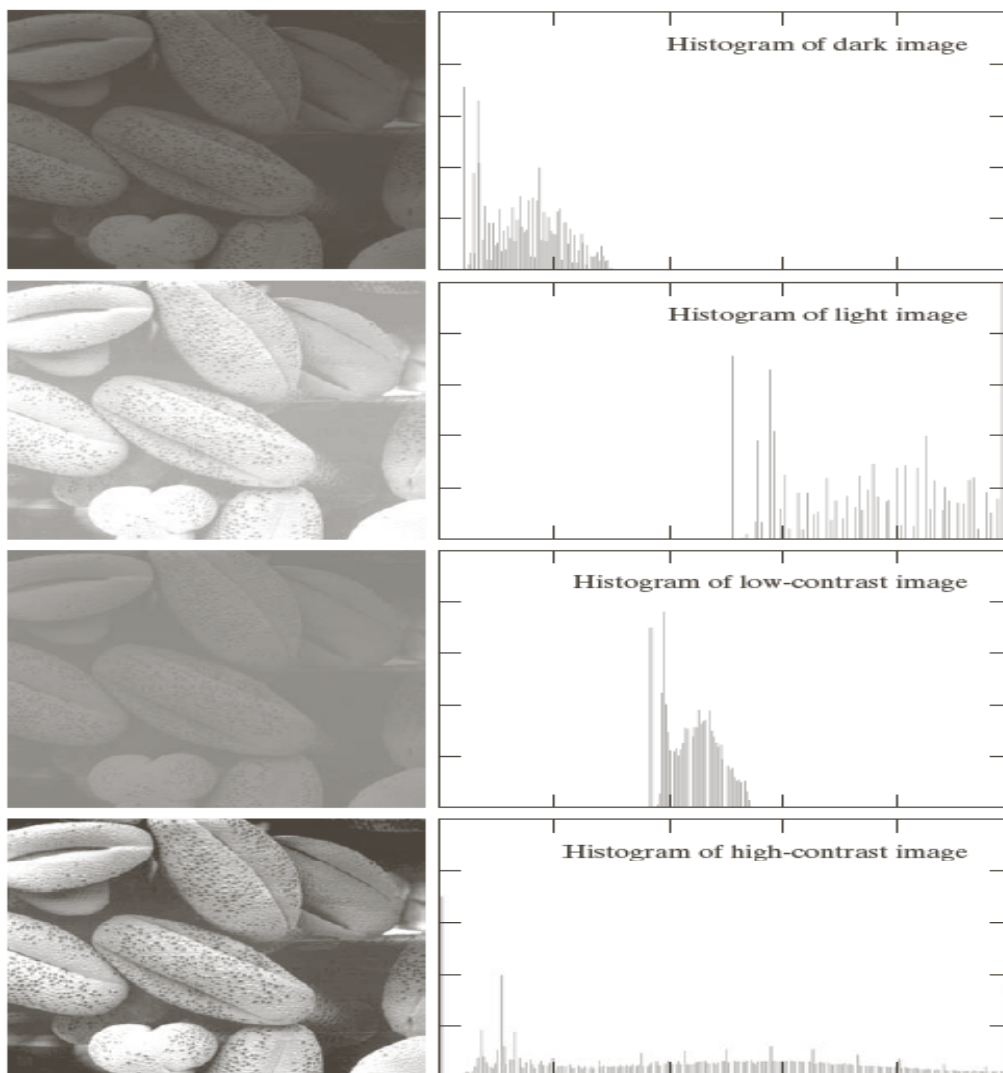 Histogram of dark image
Histogram of light image
Histogram of low-contrast image
Histogram of high-contrast image